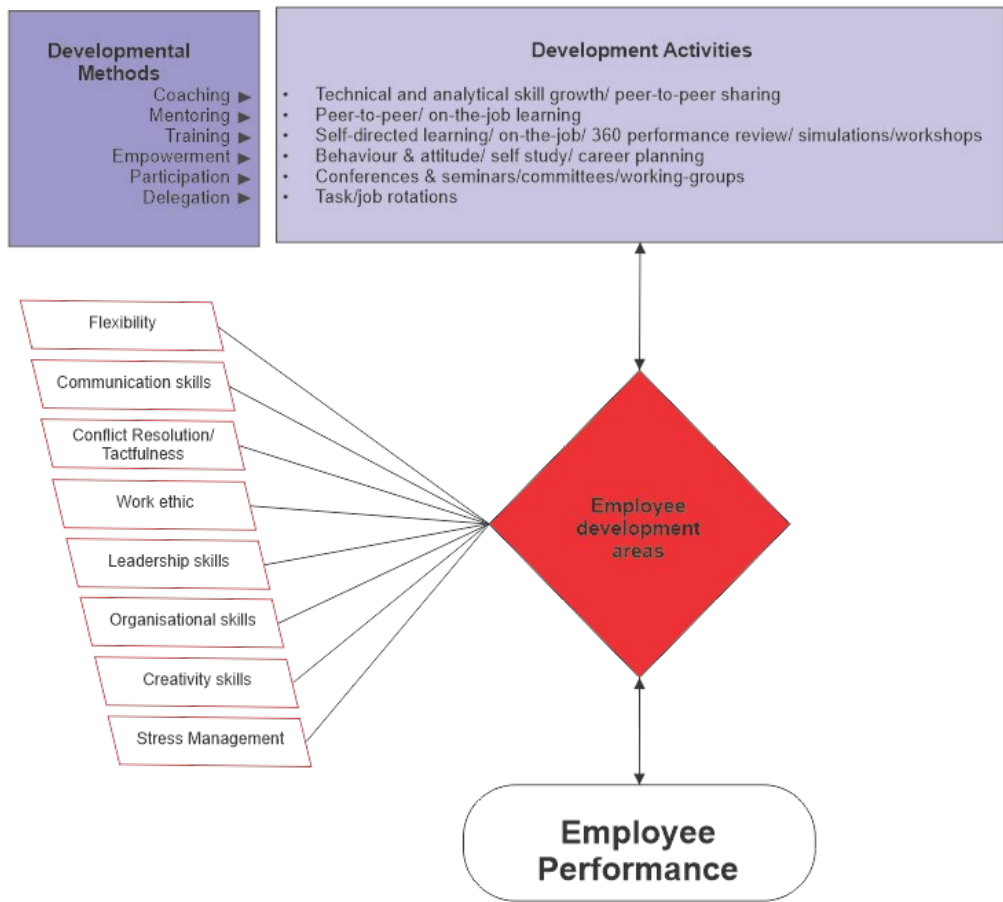 Developmental
Methods
Coaching ►
Mentoring ►
Training ►
Empowerment ►
Participation ►
Delegation ►
Development Activities
• Technical and analytical skill growth/ peer-to-peer sharing
• Peer-to-peer/ on-the-job learning
• Self-directed learning/ on-the-job/ 360 performance review/ simulations/workshops
• Behaviour & attitude/ self study/ career planning
• Conferences & seminars/committees/working-groups
• Task/job rotations
Flexibility
Communication skills
Conflict Resolution/
Tactfulness
Work ethic
Leadership skills
Organisational skills
Creativity skills
Stress Management
Employee
development
areas
Employee
Performance